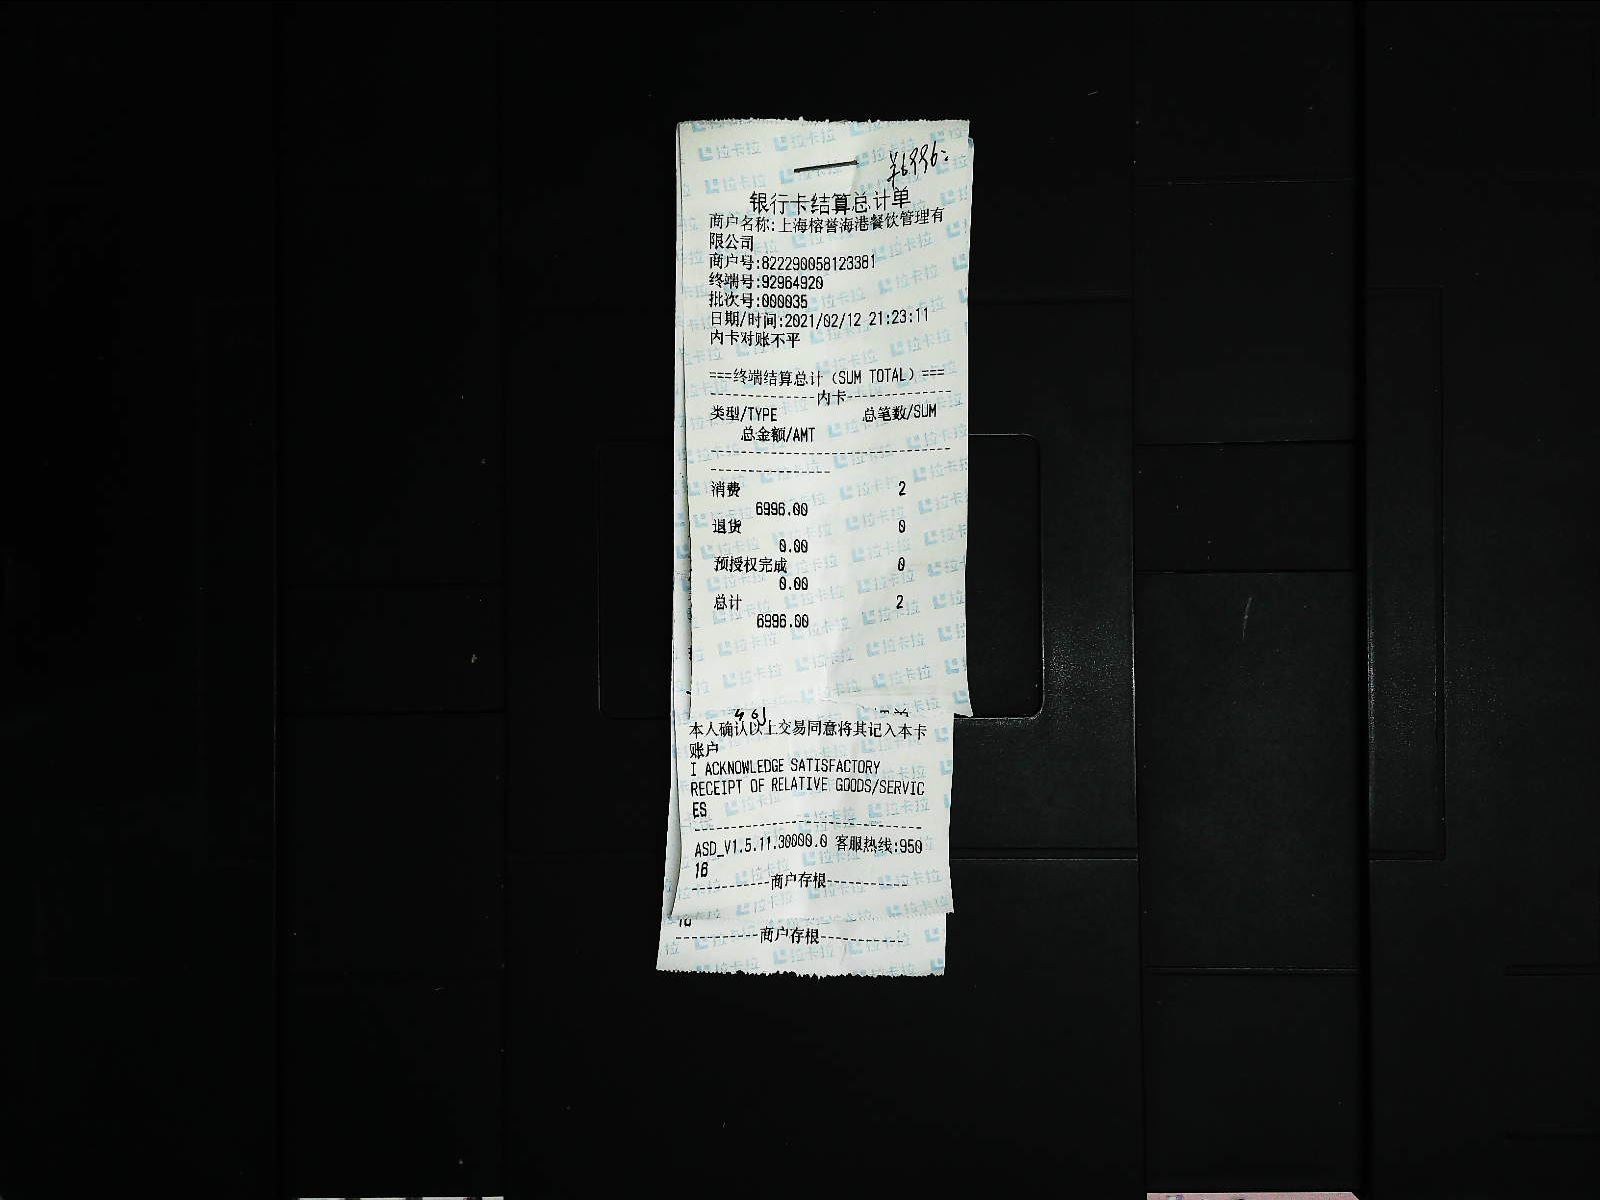 ¥6996-
银行卡结算总计单
商户名称:上海榕誉海港餐饮管理有
限公司
商户号:822290058123381
终端号:92964920
批次号:000035
日期/时间:2021/02/12 21:23:11
内卡对账不平
===终端结算总计（SUM TOTAL）===
内卡
类型/TYPE 总笔数/SUM
总金额/AMT
消费 2
6996.00
退货 0
0.00
预授权完成 0
0.00
总计 2
6996.00
本人确认以上交易同意将其记入本卡
账户
I ACKNOWLEDGE SATISFACTORY
RECEIPT OF RELATIVE GOODS/SERVIC
ES
ASD_V1.5.11.30000.0 客服热线:950
16
商户存根
16
商户存根
拉卡拉